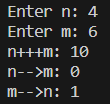 Enter n: 4
Enter m: 6
n+++m: 10
n-->m: 0
m-->n: 1